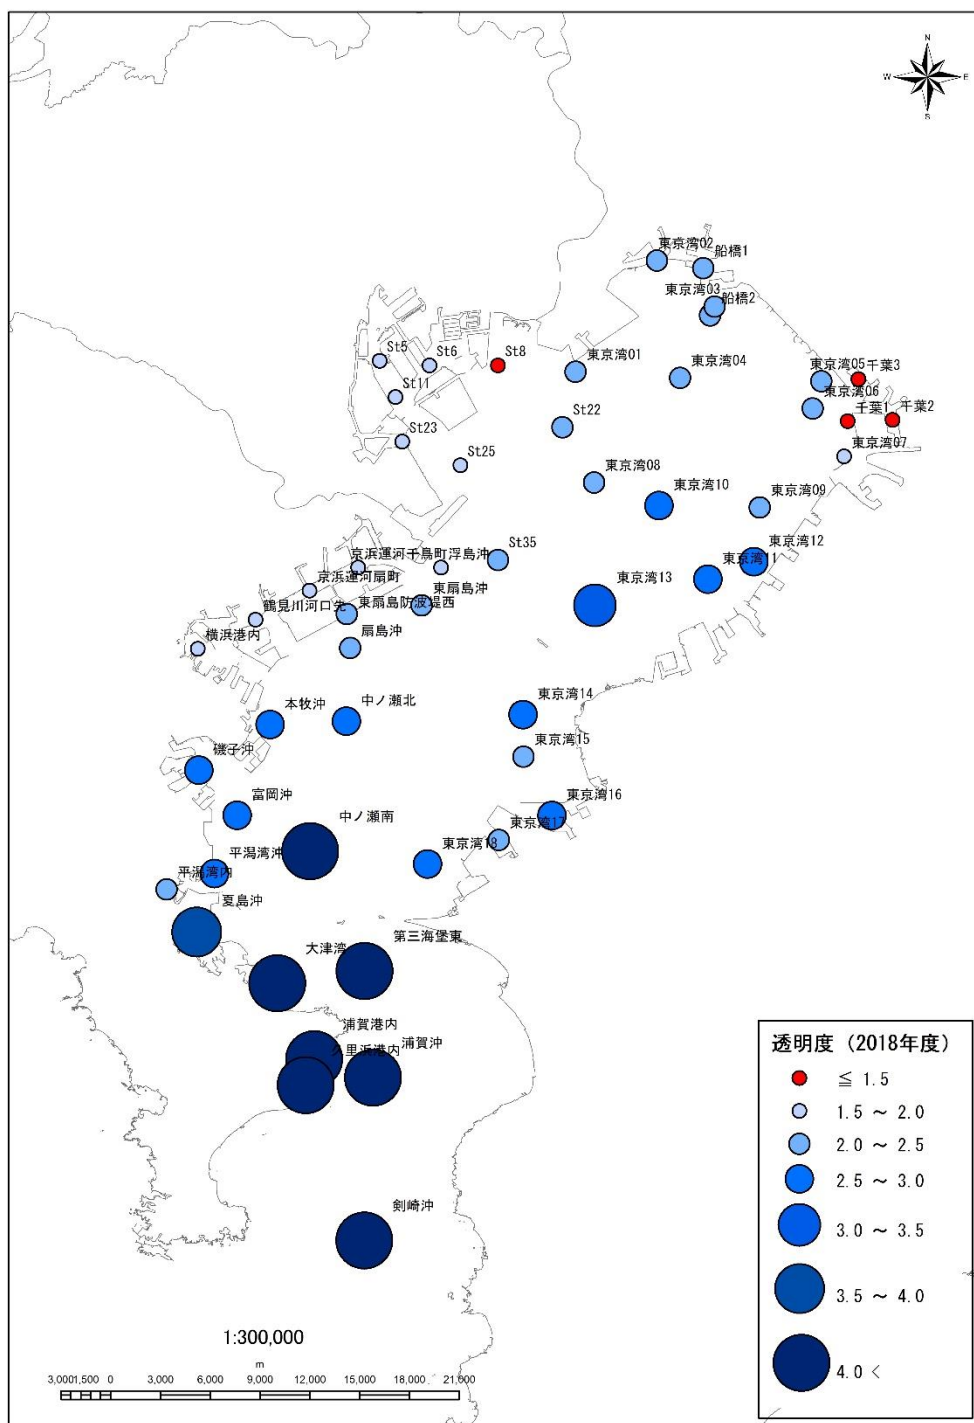 N
W E
S
東京湾02
船橋1
東京湾03
船橋2
St5
St6
St8
東京湾01
東京湾04
東京湾05
千葉3
東京湾06
St11
千葉1
千葉2
St22
St23
東京湾07
St25
東京湾08
東京湾10
東京湾09
東京湾12
St35
京浜運河千鳥町
浮島沖
東京湾11
京浜運河扇町
東扇島沖
東京湾13
鶴見川河口先
東扇島防波堤西
横浜港内
扇島沖
本牧沖
中ノ瀬北
東京湾14
磯子沖
東京湾15
富岡沖
中ノ瀬南
東京湾16
東京湾17
平潟湾沖
東京湾18
平潟湾内
夏島沖
大津湾
第三海堡東
浦賀港内
久里浜港内
浦賀沖
剣崎沖
透明度（2018年度）
≦ 1.5
1.5 ～ 2.0
2.0 ～ 2.5
2.5 ～ 3.0
3.0 ～ 3.5
3.5 ～ 4.0
4.0 <
1:300,000
m
3,000 1,500 0 3,000 6,000 9,000 12,000 15,000 18,000 21,000